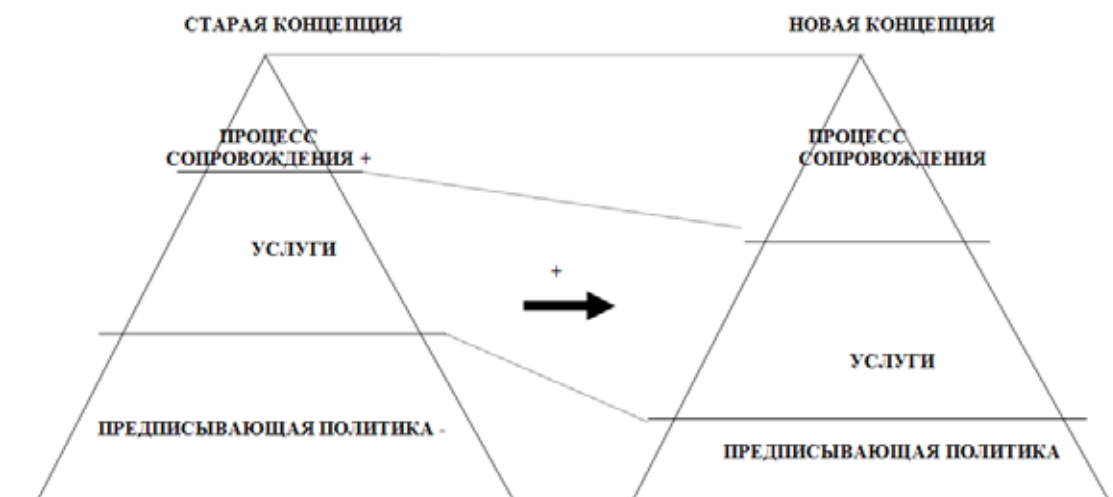 СТАРАЯ КОНЦЕПЦИЯ
ПРОЦЕСС
СОПРОВОЖДЕНИЯ +
УСЛУГИ
ПРЕДПИСЫВАЮЩАЯ ПОЛИТИКА -
+
НОВАЯ КОНЦЕПЦИЯ
ПРОЦЕСС
СОПРОВОЖДЕНИЯ
УСЛУГИ
ПРЕДПИСЫВАЮЩАЯ ПОЛИТИКА